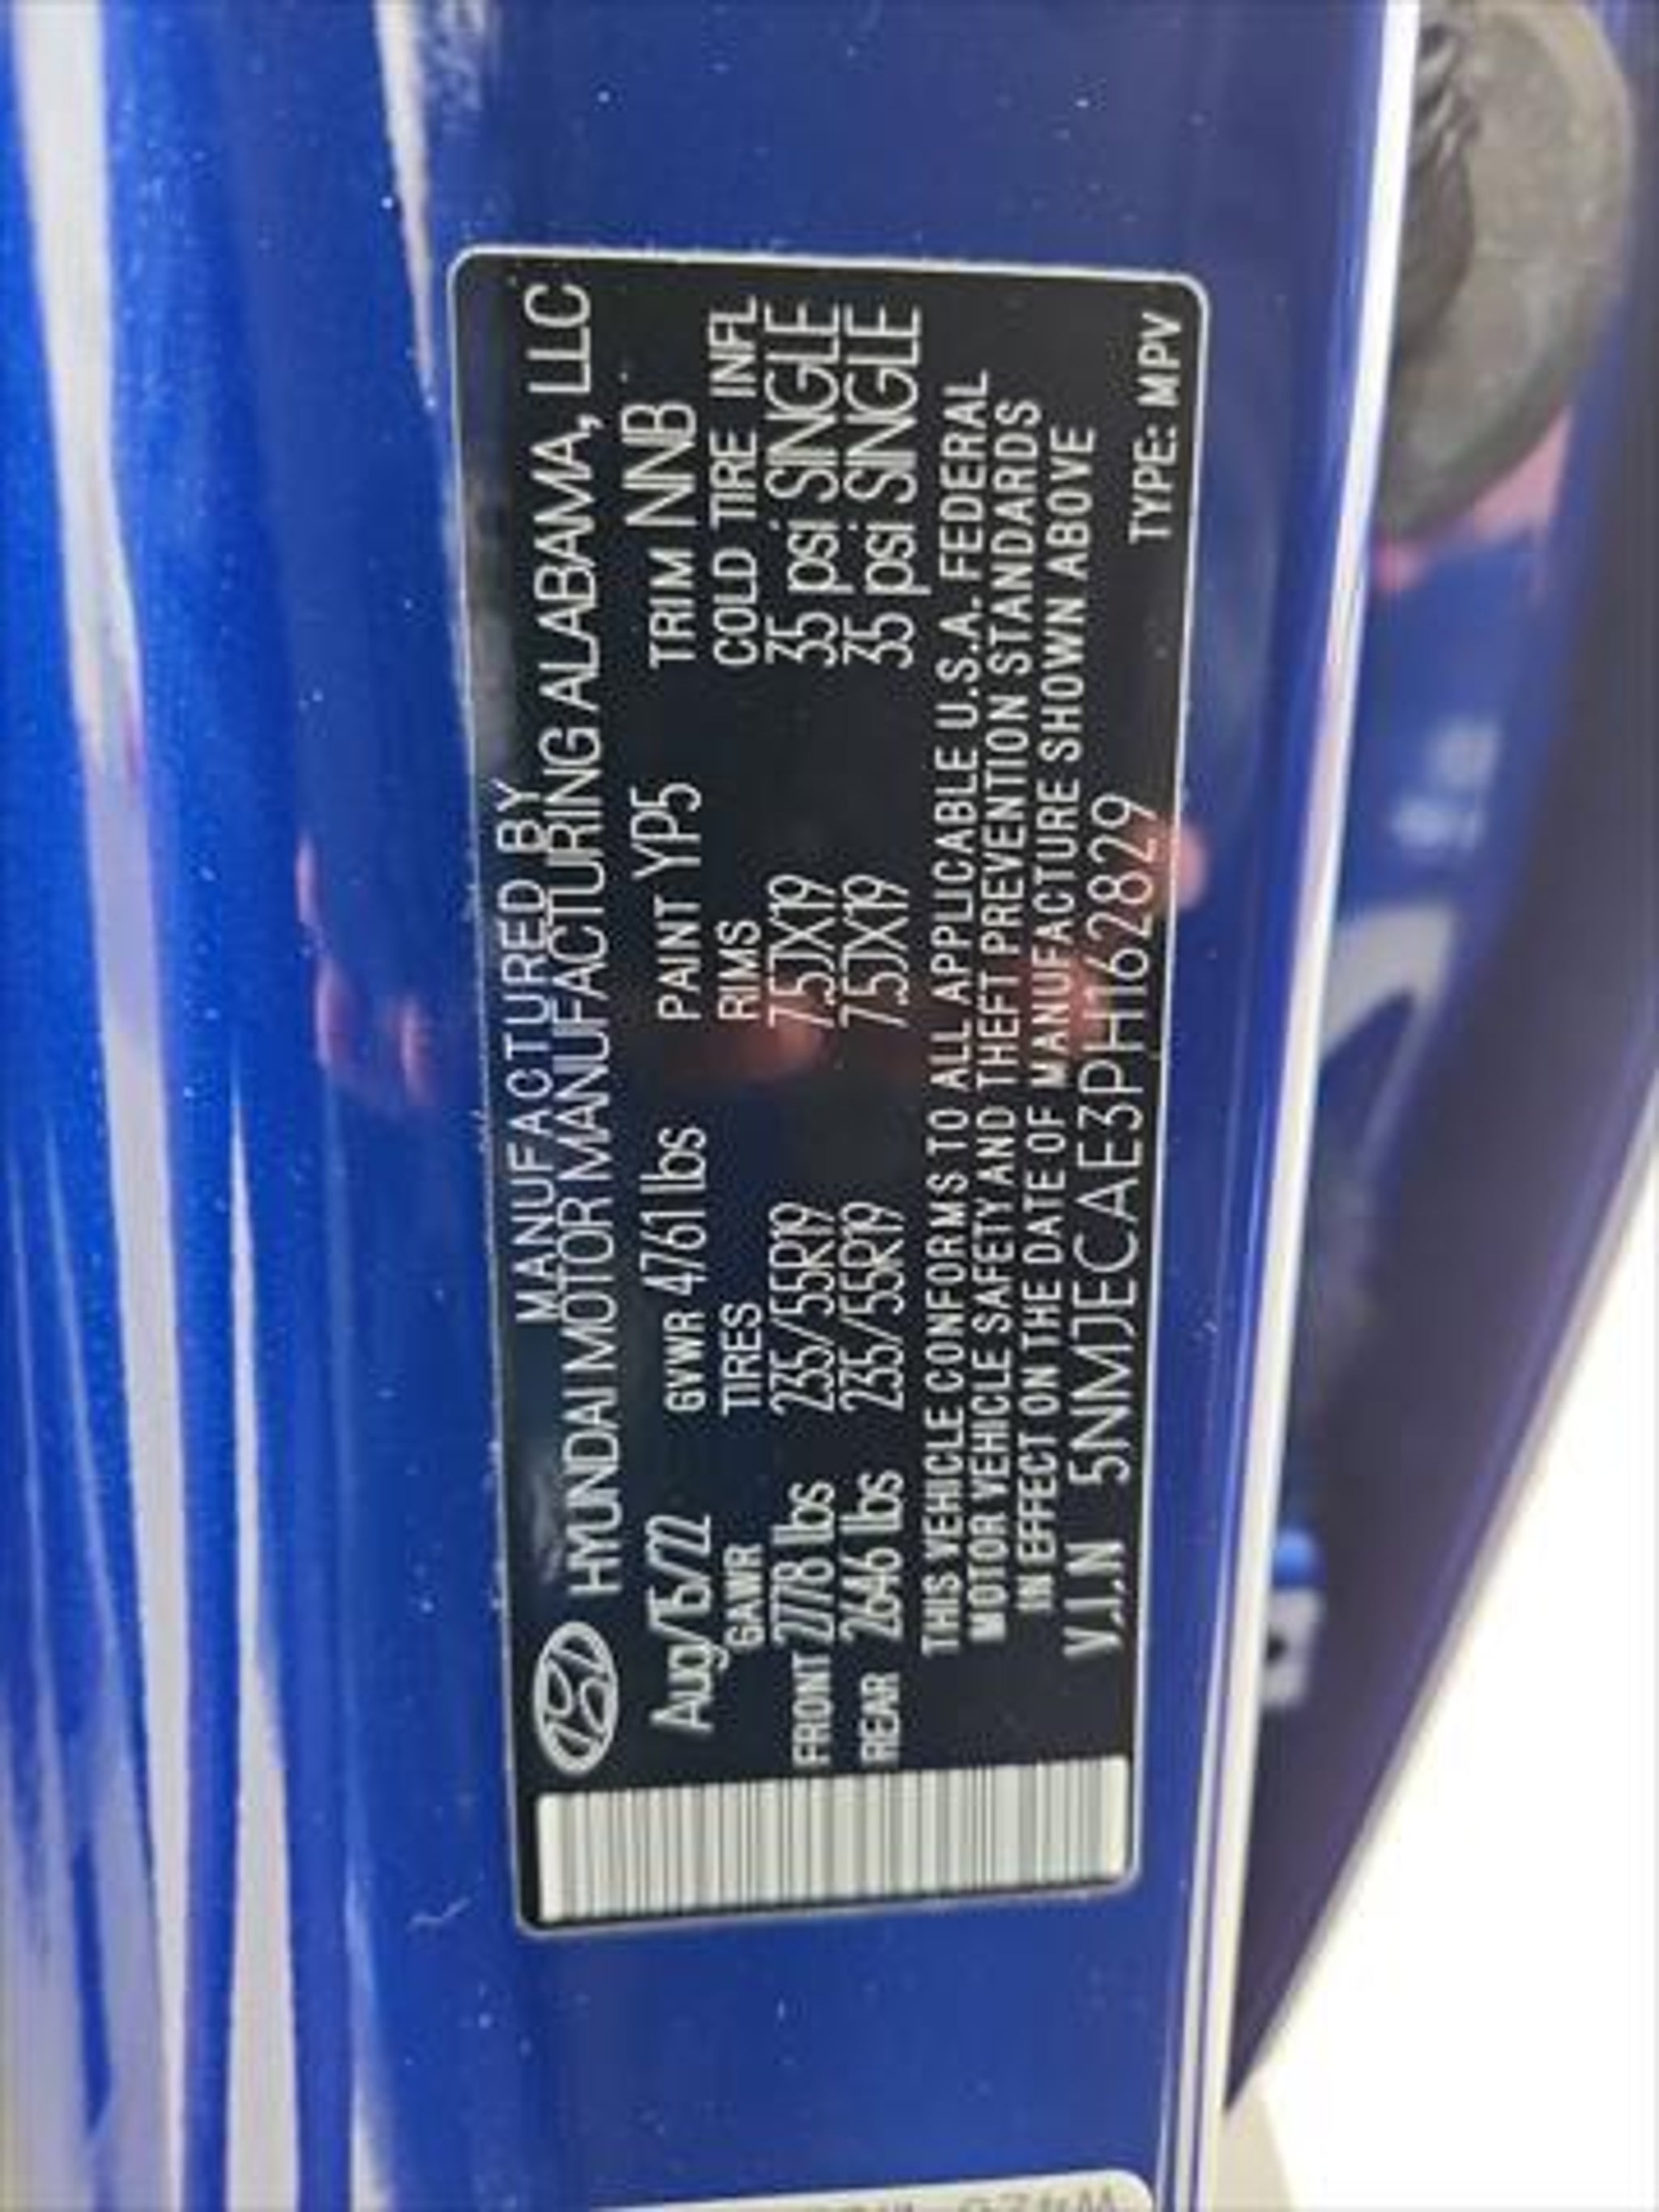 MANUFACTURED BY
HYUNDAI MOTOR MANUFACTURING ALABAMA, LLC
Aug/15/22 GVWR 4761 lbs PAINT YP5 TRIM NNB
GAWR TIRES RIMS COLD TIRE INFL
FRONT 2778 lbs 235/55R19 7.5JX19 35 psi SINGLE
REAR 2646 lbs 235/55R19 7.5JX19 35 psi SINGLE
THIS VEHICLE CONFORMS TO ALL APPLICABLE U.S.A. FEDERAL
MOTOR VEHICLE SAFETY AND THEFT PREVENTION STANDARDS
IN EFFECT ON THE DATE OF MANUFACTURE SHOWN ABOVE
V.I.N 5NMJECAE3PH162829
TYPE: MPV